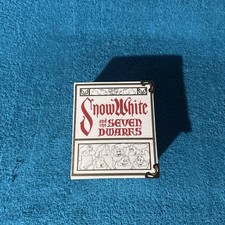 Snow White
and the SEVEN
DWARFS